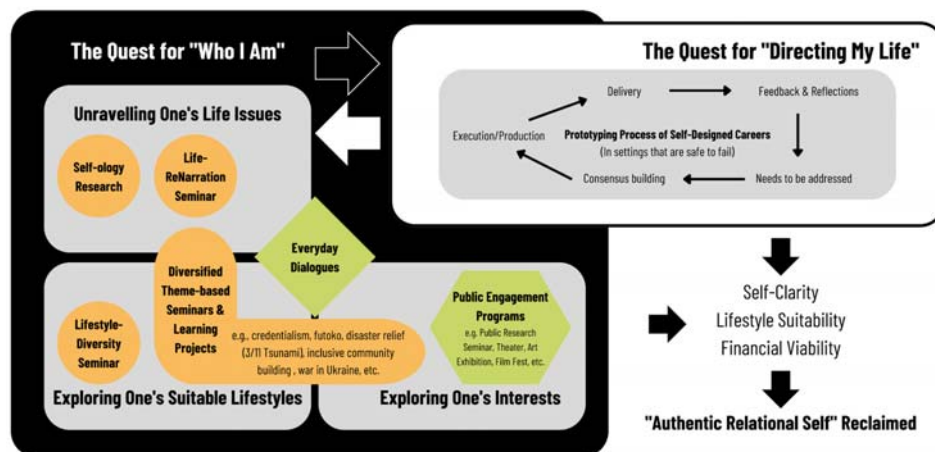 The Quest for "Who I Am"
Unravelling One's Life Issues
Self-ology
Research
Life-
ReNarration
Seminar
Everyday
Dialogues
Diversified
Theme-based
Seminars &
Learning
Projects
Lifestyle-
Diversity
Seminar
e.g., credentialism, futoko, disaster relief
(3/11 Tsunami), inclusive community
building , war in Ukraine, etc.
Public Engagement
Programs
e.g. Public Research
Seminar, Theater, Art
Exhibition, Film Fest, etc.
Exploring One's Suitable Lifestyles
Exploring One's Interests
The Quest for "Directing My Life"
Delivery
Feedback & Reflections
Execution/Production
Prototyping Process of Self-Designed Careers
(In settings that are safe to fail)
Consensus building
Needs to be addressed
Self-Clarity
Lifestyle Suitability
Financial Viability
"Authentic Relational Self" Reclaimed